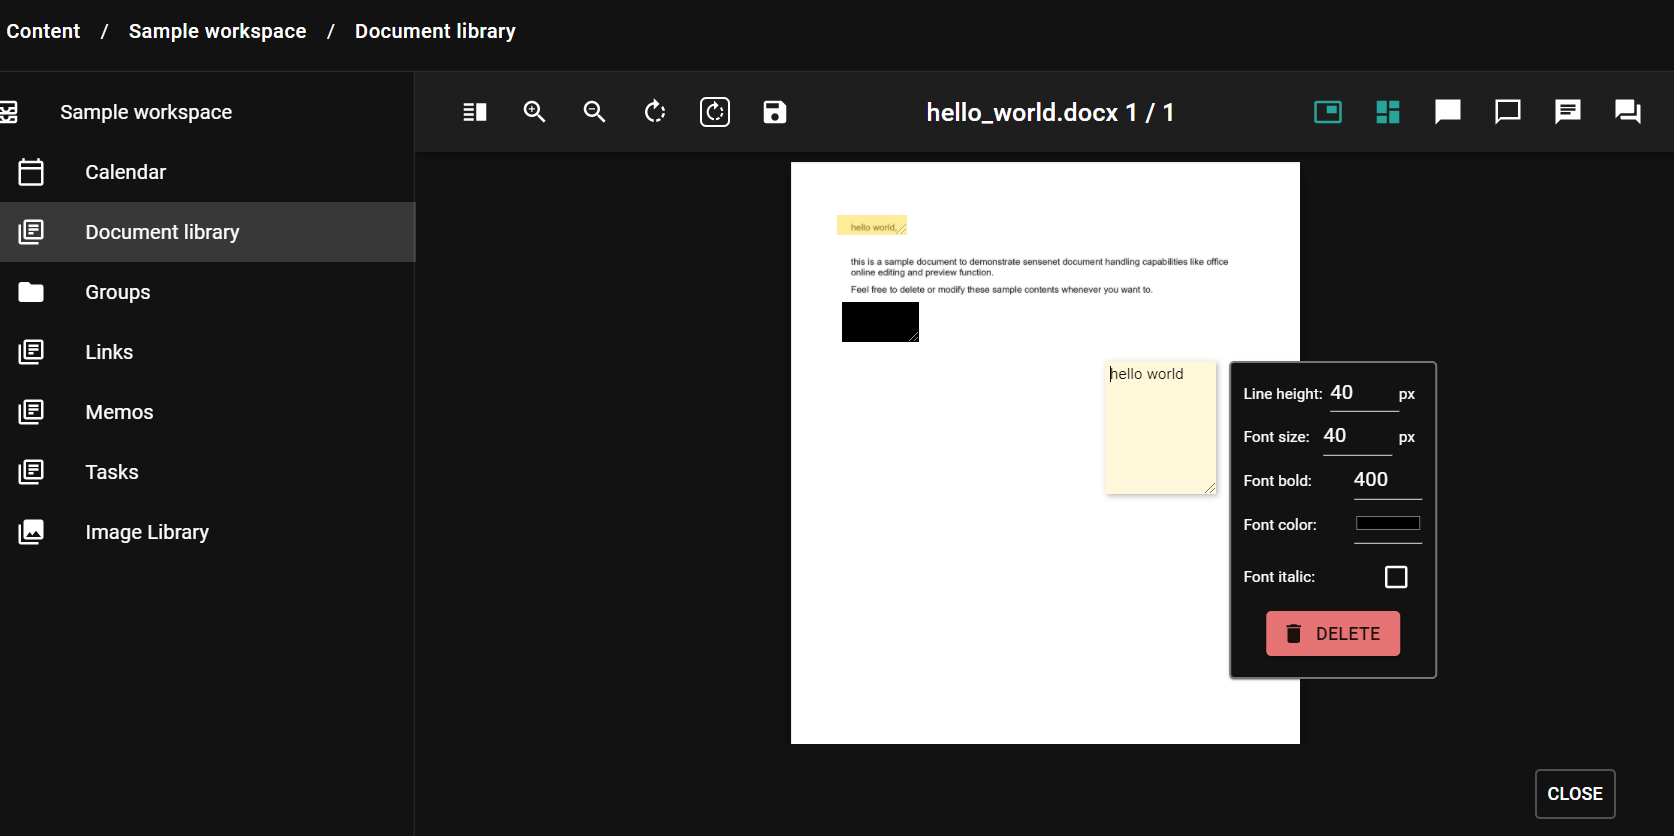 Content / Sample workspace / Document library
Sample workspace
Calendar
Document library
Groups
Links
Memos
Tasks
Image Library
hello_world.docx 1 / 1
hello world,
this is a sample document to demonstrate sensenet document handling capabilities like office
online editing and preview function.
Feel free to delete or modify these sample contents whenever you want to.
hello world
Line height: 40 px
Font size: 40 px
Font bold: 400
Font color:
Font italic:
DELETE
CLOSE